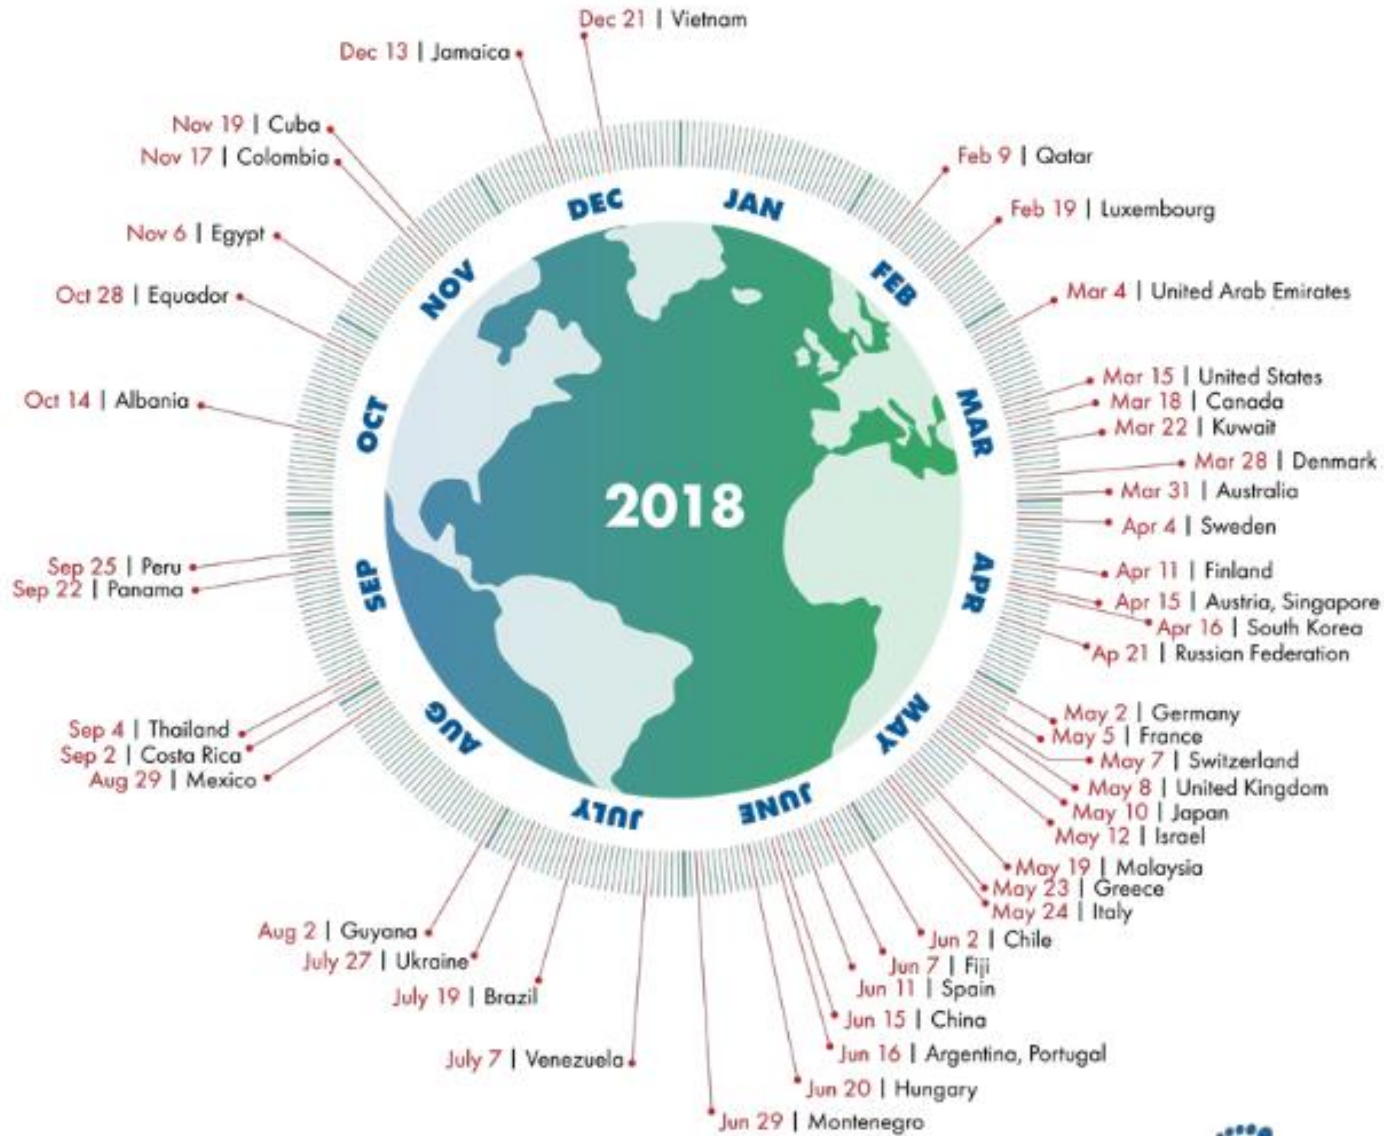 Dec 21 | Vietnam
Dec 13 | Jamaica
Nov 19 | Cuba
Nov 17 | Colombia
Nov 6 | Egypt
Oct 28 | Equador
Oct 14 | Albania
Sep 25 | Peru
Sep 22 | Panama
Sep 4 | Thailand
Sep 2 | Costa Rica
Aug 29 | Mexico
Aug 2 | Guyana
July 27 | Ukraine
July 19 | Brazil
July 7 | Venezuela
Feb 9 | Qatar
Feb 19 | Luxembourg
Mar 4 | United Arab Emirates
Mar 15 | United States
Mar 18 | Canada
Mar 22 | Kuwait
Mar 28 | Denmark
Mar 31 | Australia
Apr 4 | Sweden
Apr 11 | Finland
Apr 15 | Austria, Singapore
Apr 16 | South Korea
Ap 21 | Russian Federation
May 2 | Germany
May 5 | France
May 7 | Switzerland
May 8 | United Kingdom
May 10 | Japan
May 12 | Israel
May 19 | Malaysia
May 23 | Greece
May 24 | Italy
Jun 2 | Chile
Jun 7 | Fiji
Jun 11 | Spain
Jun 15 | China
Jun 16 | Argentina, Portugal
Jun 20 | Hungary
Jun 29 | Montenegro
JAN
FEB
MAR
APR
MAY
JUNE
JULY
AUG
SEP
OCT
NOV
DEC
2018